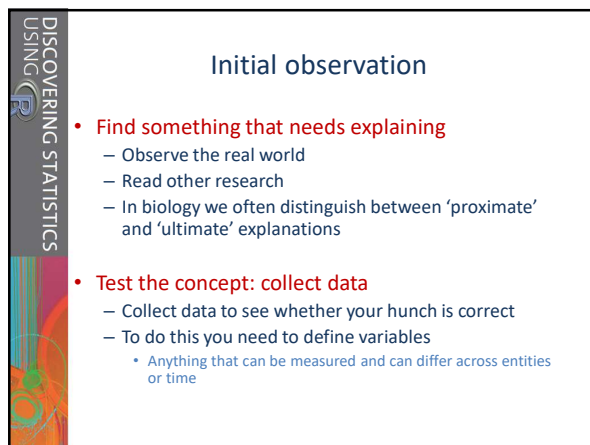 DISCOVERING STATISTICS
USING R
Initial observation
• Find something that needs explaining
– Observe the real world
– Read other research
– In biology we often distinguish between ‘proximate’
and ‘ultimate’ explanations
• Test the concept: collect data
– Collect data to see whether your hunch is correct
– To do this you need to define variables
• Anything that can be measured and can differ across entities
or time